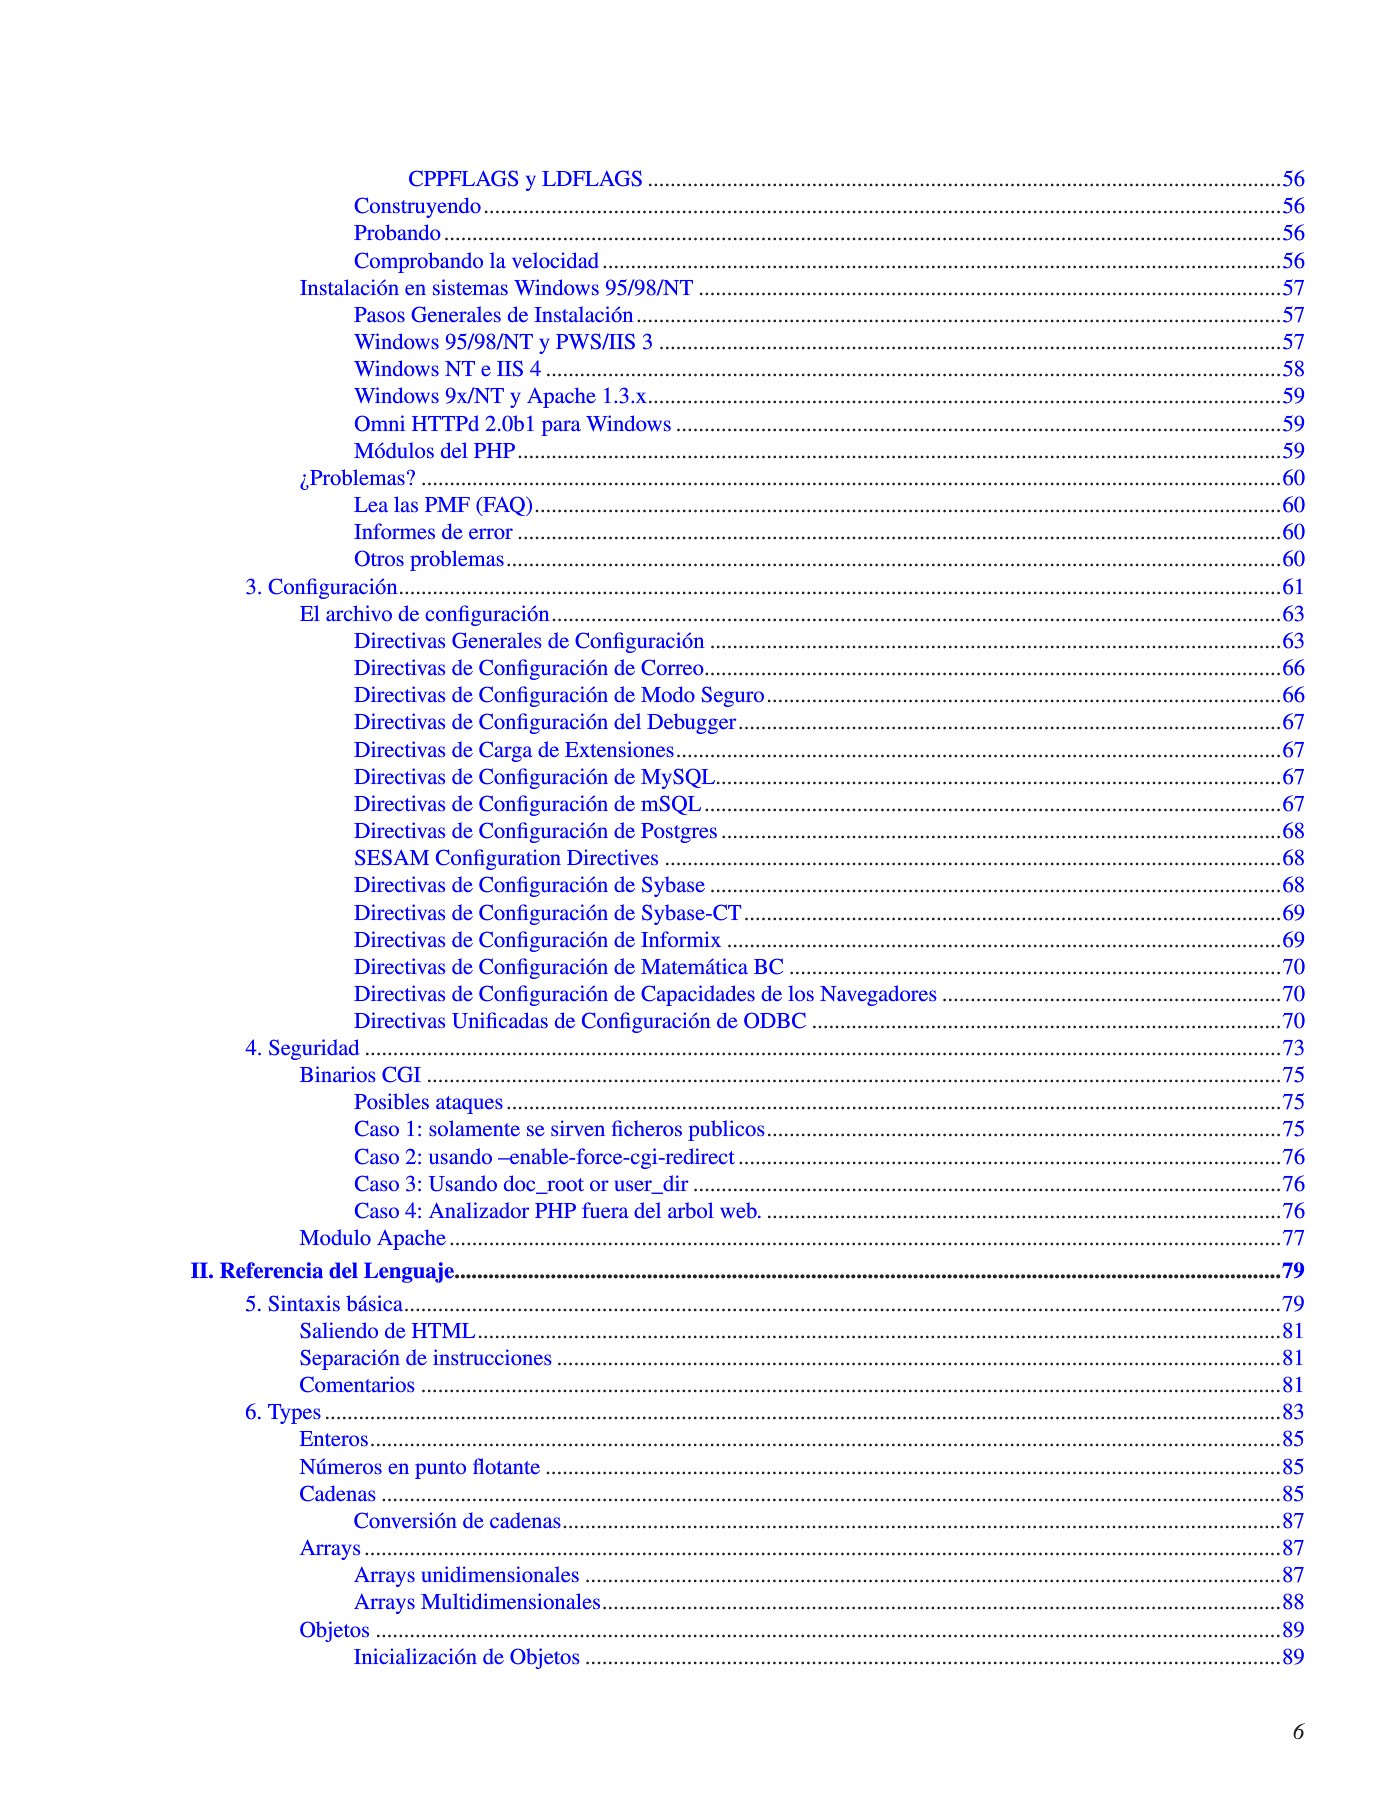 CPPFLAGS y LDFLAGS ........................................................................................................56
Construyendo........................................................................................................56
Probando........................................................................................................56
Comprobando la velocidad........................................................................................................56
Instalación en sistemas Windows 95/98/NT ........................................................................................................57
Pasos Generales de Instalación........................................................................................................57
Windows 95/98/NT y PWS/IIS 3 ........................................................................................................57
Windows NT e IIS 4 ........................................................................................................58
Windows 9x/NT y Apache 1.3.x........................................................................................................59
Omni HTTPd 2.0b1 para Windows ........................................................................................................59
Módulos del PHP........................................................................................................59
¿Problemas? ........................................................................................................60
Lea las PMF (FAQ)........................................................................................................60
Informes de error ........................................................................................................60
Otros problemas........................................................................................................60
3. Configuración........................................................................................................61
El archivo de configuración........................................................................................................63
Directivas Generales de Configuración ........................................................................................................63
Directivas de Configuración de Correo........................................................................................................66
Directivas de Configuración de Modo Seguro........................................................................................................66
Directivas de Configuración del Debugger........................................................................................................67
Directivas de Carga de Extensiones........................................................................................................67
Directivas de Configuración de MySQL........................................................................................................67
Directivas de Configuración de mSQL........................................................................................................67
Directivas de Configuración de Postgres ........................................................................................................68
SESAM Configuration Directives ........................................................................................................68
Directivas de Configuración de Sybase ........................................................................................................68
Directivas de Configuración de Sybase-CT........................................................................................................69
Directivas de Configuración de Informix ........................................................................................................69
Directivas de Configuración de Matemática BC ........................................................................................................70
Directivas de Configuración de Capacidades de los Navegadores ........................................................................................................70
Directivas Unificadas de Configuración de ODBC ........................................................................................................70
4. Seguridad ........................................................................................................73
Binarios CGI ........................................................................................................75
Posibles ataques........................................................................................................75
Caso 1: solamente se sirven ficheros publicos........................................................................................................75
Caso 2: usando –enable-force-cgi-redirect........................................................................................................76
Caso 3: Usando doc_root or user_dir ........................................................................................................76
Caso 4: Analizador PHP fuera del arbol web. ........................................................................................................76
Modulo Apache........................................................................................................77
II. Referencia del Lenguaje........................................................................................................79
5. Sintaxis básica........................................................................................................79
Saliendo de HTML........................................................................................................81
Separación de instrucciones ........................................................................................................81
Comentarios ........................................................................................................81
6. Types........................................................................................................83
Enteros........................................................................................................85
Números en punto flotante ........................................................................................................85
Cadenas ........................................................................................................85
Conversión de cadenas........................................................................................................87
Arrays........................................................................................................87
Arrays unidimensionales ........................................................................................................87
Arrays Multidimensionales........................................................................................................88
Objetos ........................................................................................................89
Inicialización de Objetos ........................................................................................................89
6